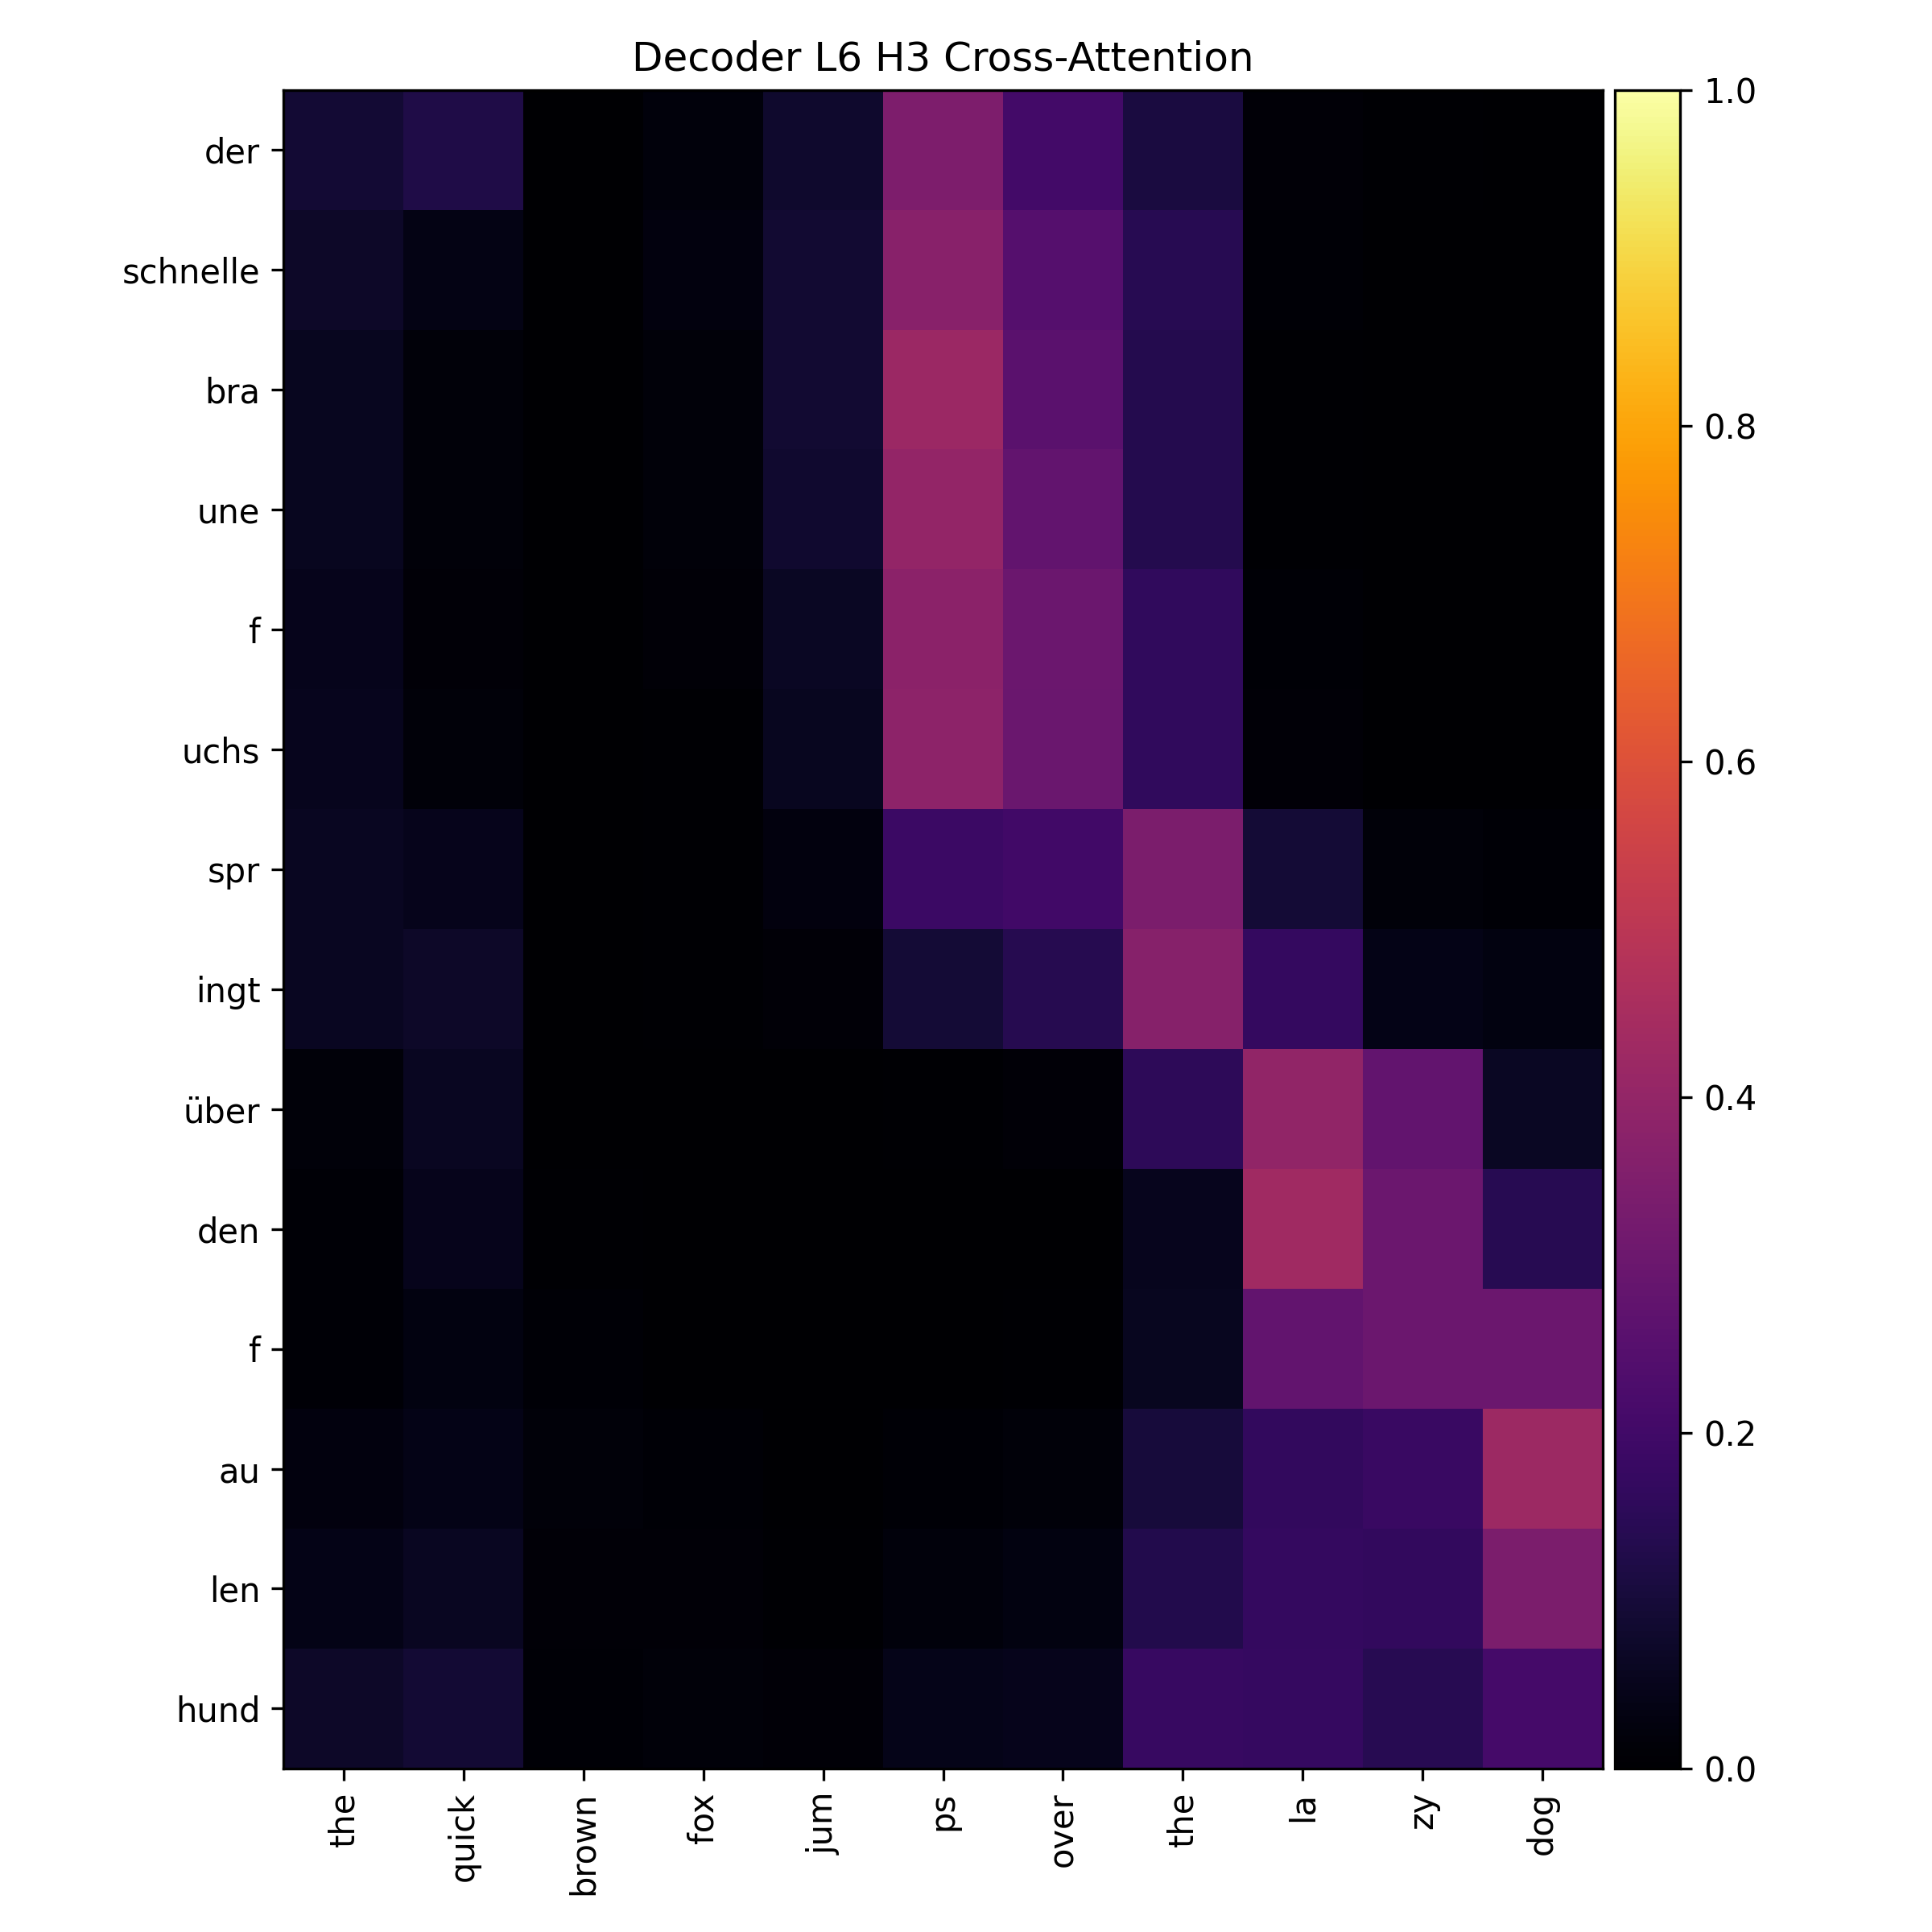 Decoder L6 H3 Cross-Attention
der
schnelle
bra
une
f
uchs
spr
ingt
über
den
f
au
len
hund
the
quick
brown
fox
jum
ps
over
the
la
zy
dog
1.0
0.8
0.6
0.4
0.2
0.0